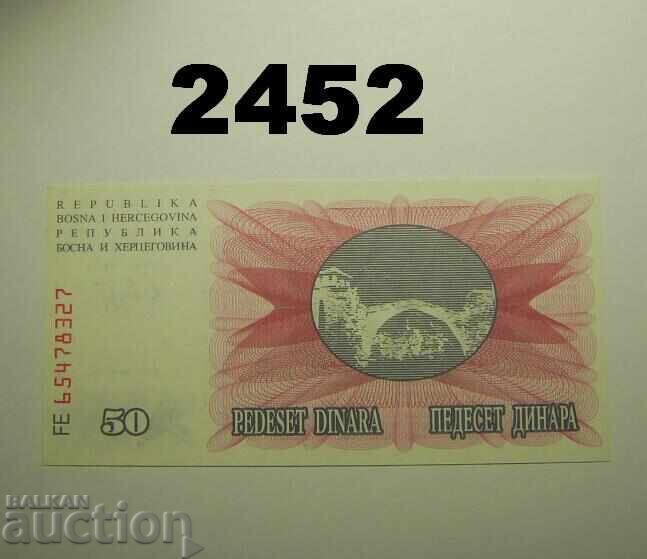 2452
REPUBLIKA
BOSNA I HERCEGOVINA
РЕПУБЛИКА
БОСНА И ХЕРЦЕГОВИНА
FE 65478327
50
PEDESET DINARA
ПЕДЕСЕТ ДИНАРА
BALKAN
auction